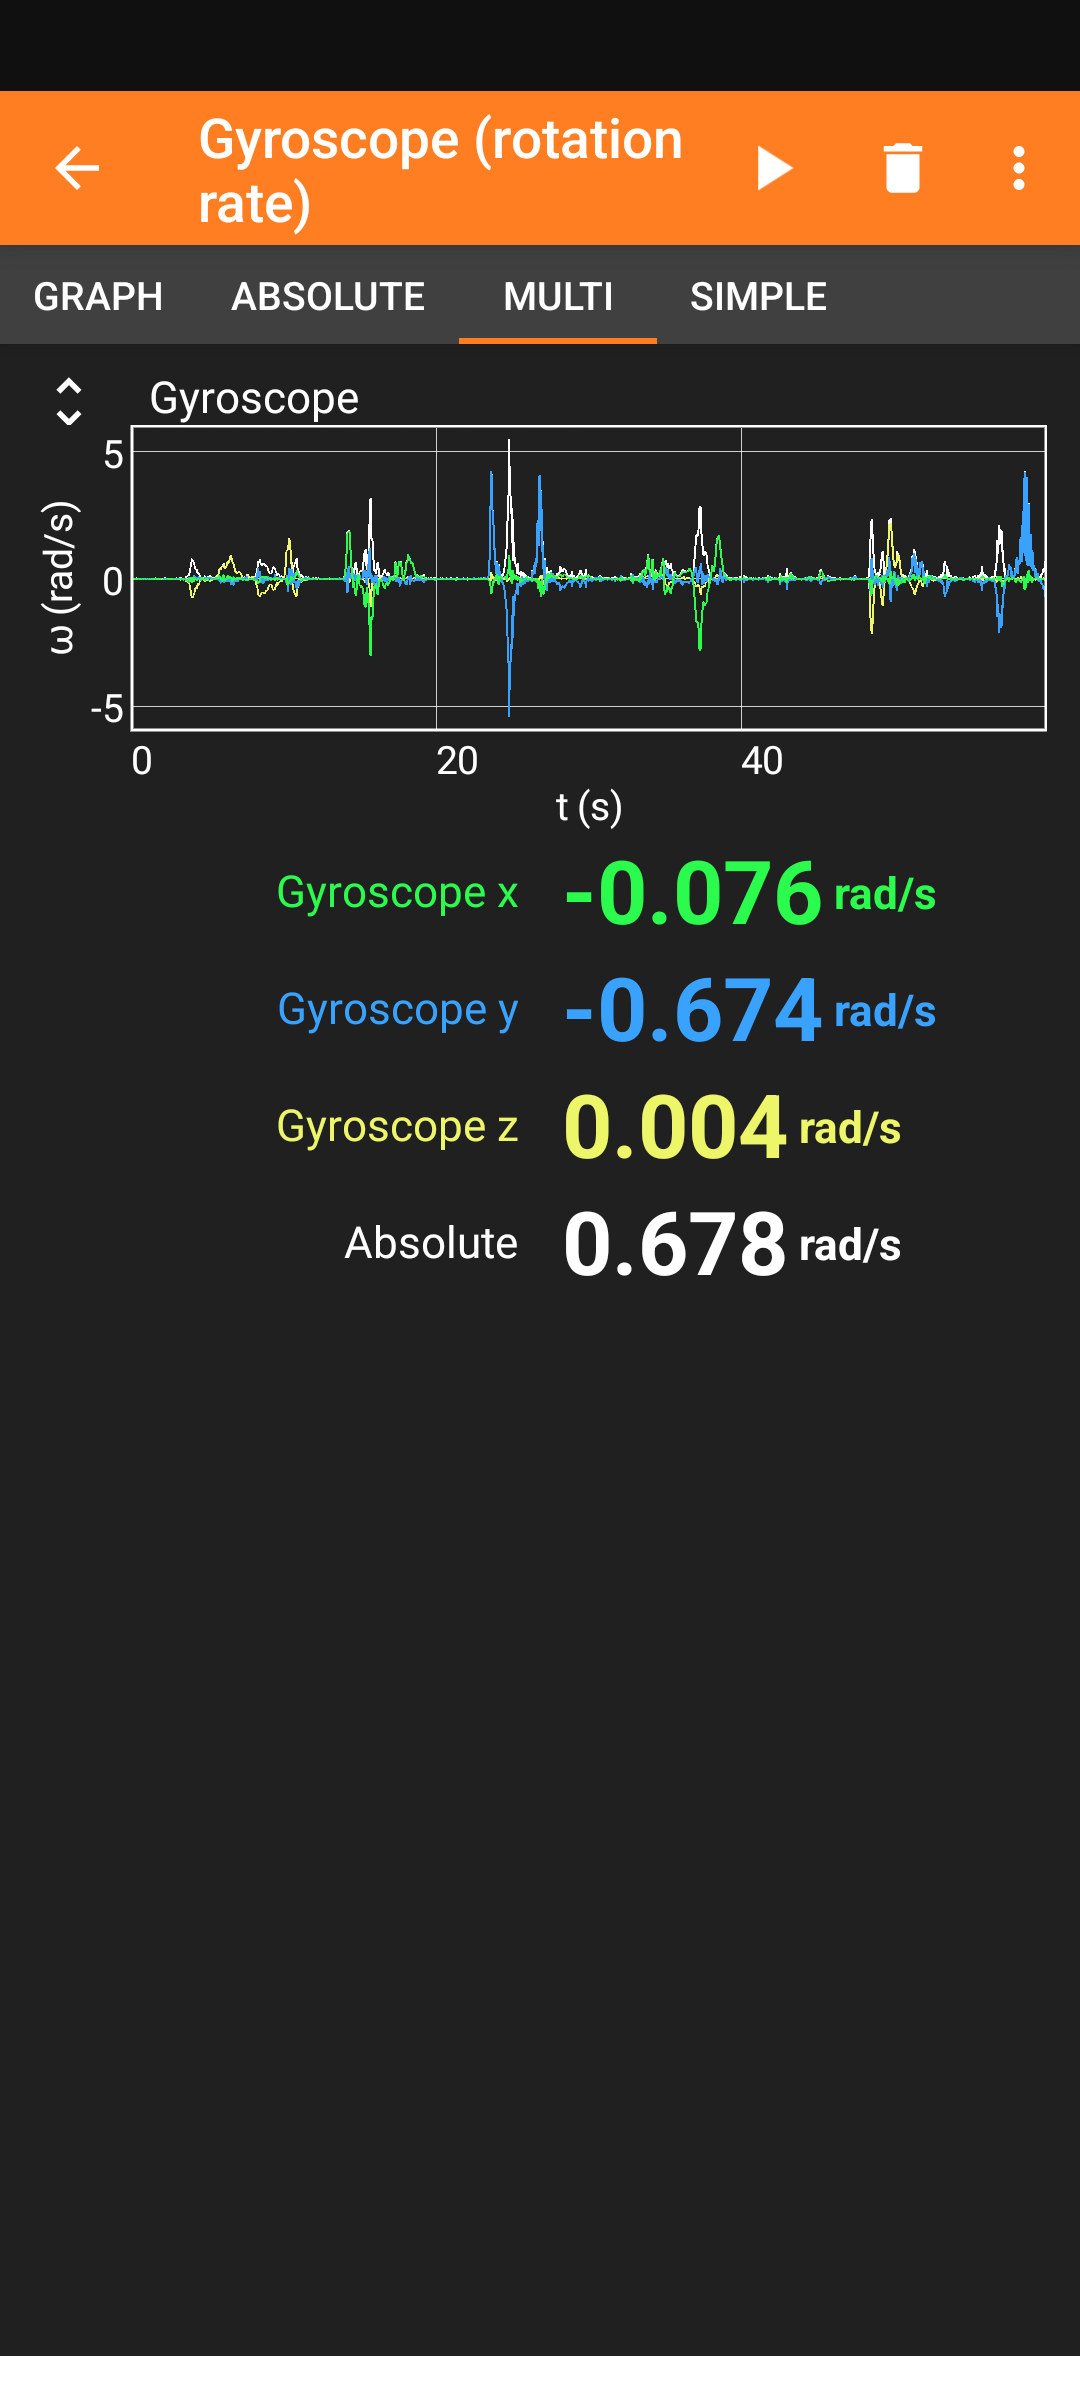 Gyroscope (rotation
rate)
GRAPH ABSOLUTE MULTI SIMPLE
Gyroscope
5
0
-5
ω (rad/s)
0 20 40
t (s)
Gyroscope x -0.076 rad/s
Gyroscope y -0.674 rad/s
Gyroscope z 0.004 rad/s
Absolute 0.678 rad/s